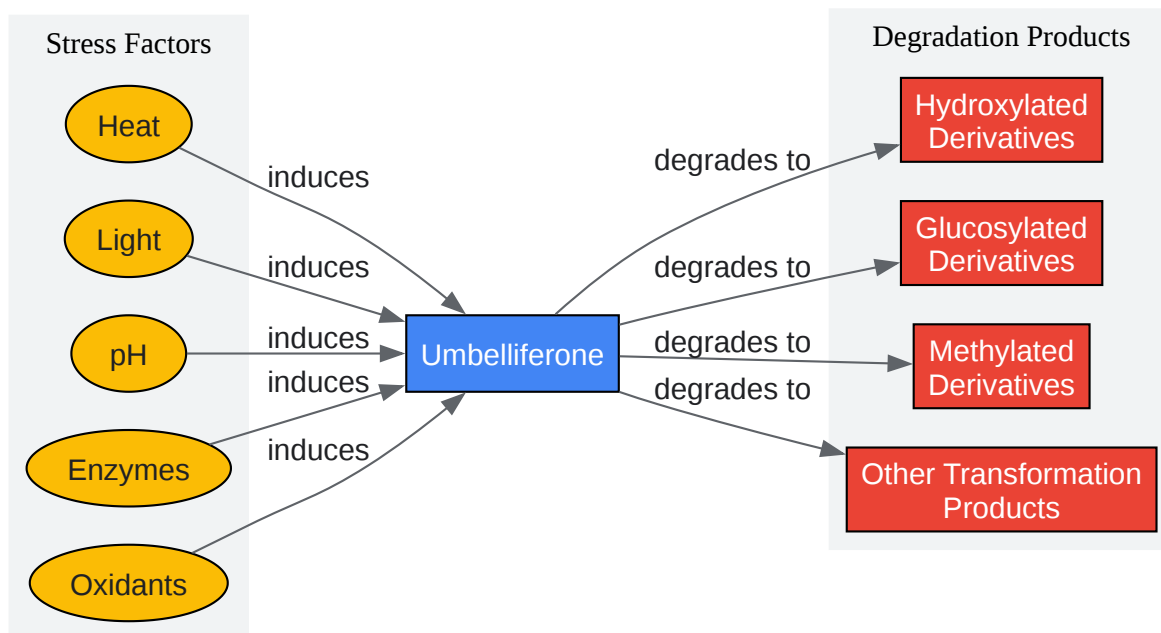 Stress Factors
Heat
Light
pH
Enzymes
Oxidants
induces
induces
induces
induces
induces
Umbelliferone
degrades to
degrades to
degrades to
degrades to
Degradation Products
Hydroxylated
Derivatives
Glucosylated
Derivatives
Methylated
Derivatives
Other Transformation
Products